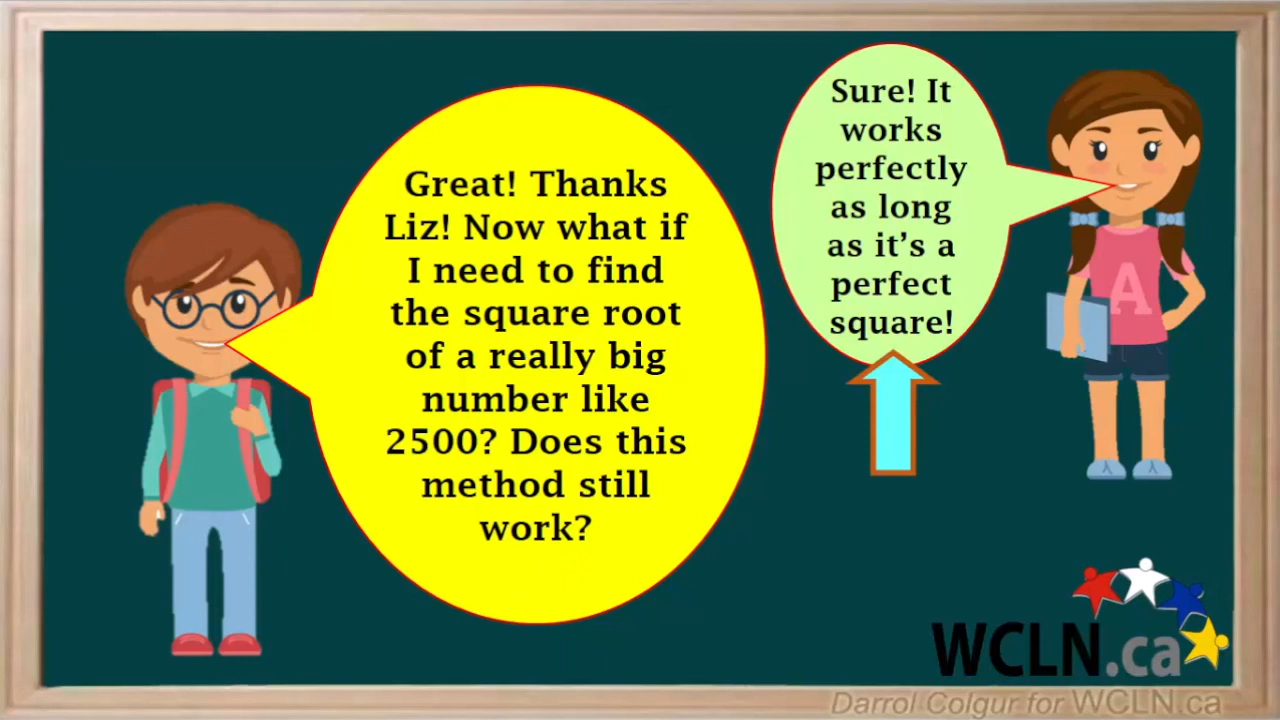 Great! Thanks
Liz! Now what if
I need to find
the square root
of a really big
number like
2500? Does this
method still
work?
Sure! It
works
perfectly
as long
as it’s a
perfect
square!
A
WCLN.ca
Darrol Colgur for WCLN.ca